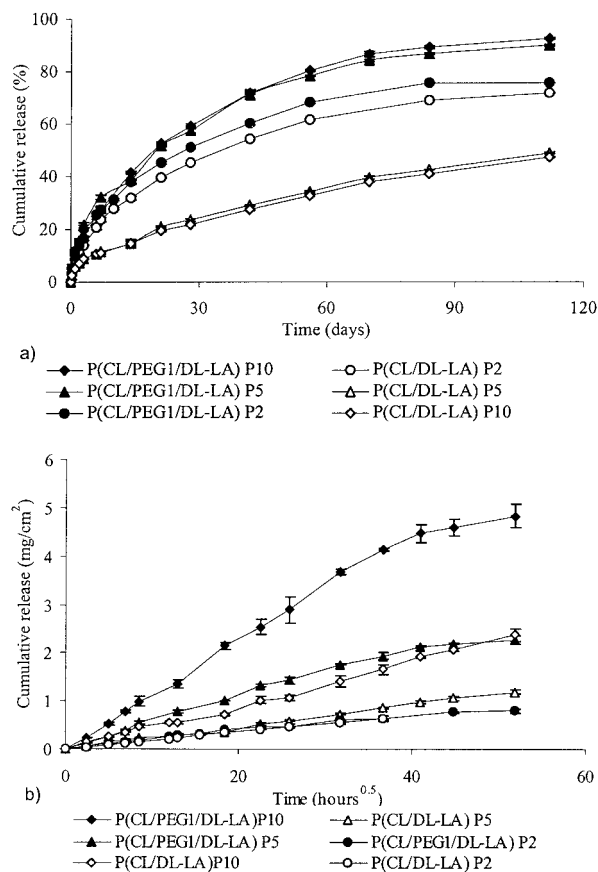 100
80
60
40
20
0
Cumulative release (%)
0 30 60 90 120
Time (days)
a)
P(CL/PEG1/DL-LA) P10
P(CL/DL-LA) P2
P(CL/PEG1/DL-LA) P5
P(CL/DL-LA) P5
P(CL/PEG1/DL-LA) P2
P(CL/DL-LA) P10
6
5
4
3
2
1
0
Cumulative release (mg/cm²)
0 20 40 60
Time (hours^0.5)
b)
P(CL/PEG1/DL-LA)P10
P(CL/DL-LA) P5
P(CL/PEG1/DL-LA) P5
P(CL/PEG1/DL-LA) P2
P(CL/DL-LA)P10
P(CL/DL-LA) P2